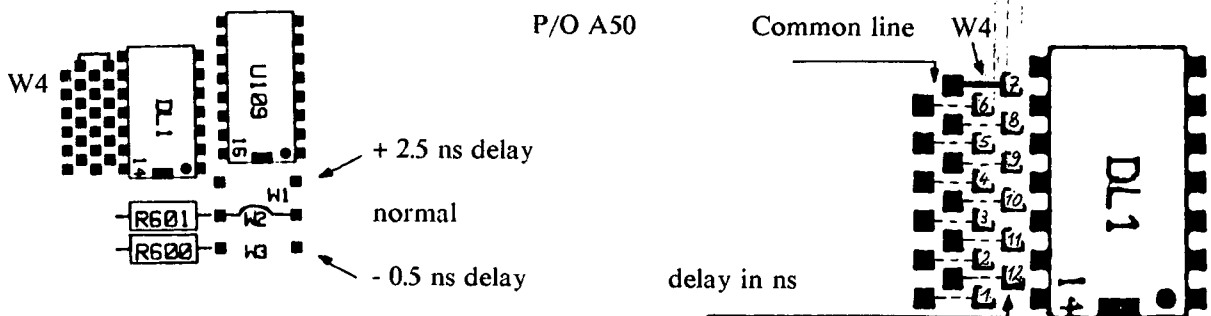 P/O A50
Common line W4
W4
DL1
14
U109
16
+ 2.5 ns delay
W1
R601 W2 normal
R600 W3
- 0.5 ns delay
delay in ns
7
6
8
5
9
4
10
3
11
2
12
1
DL1
14